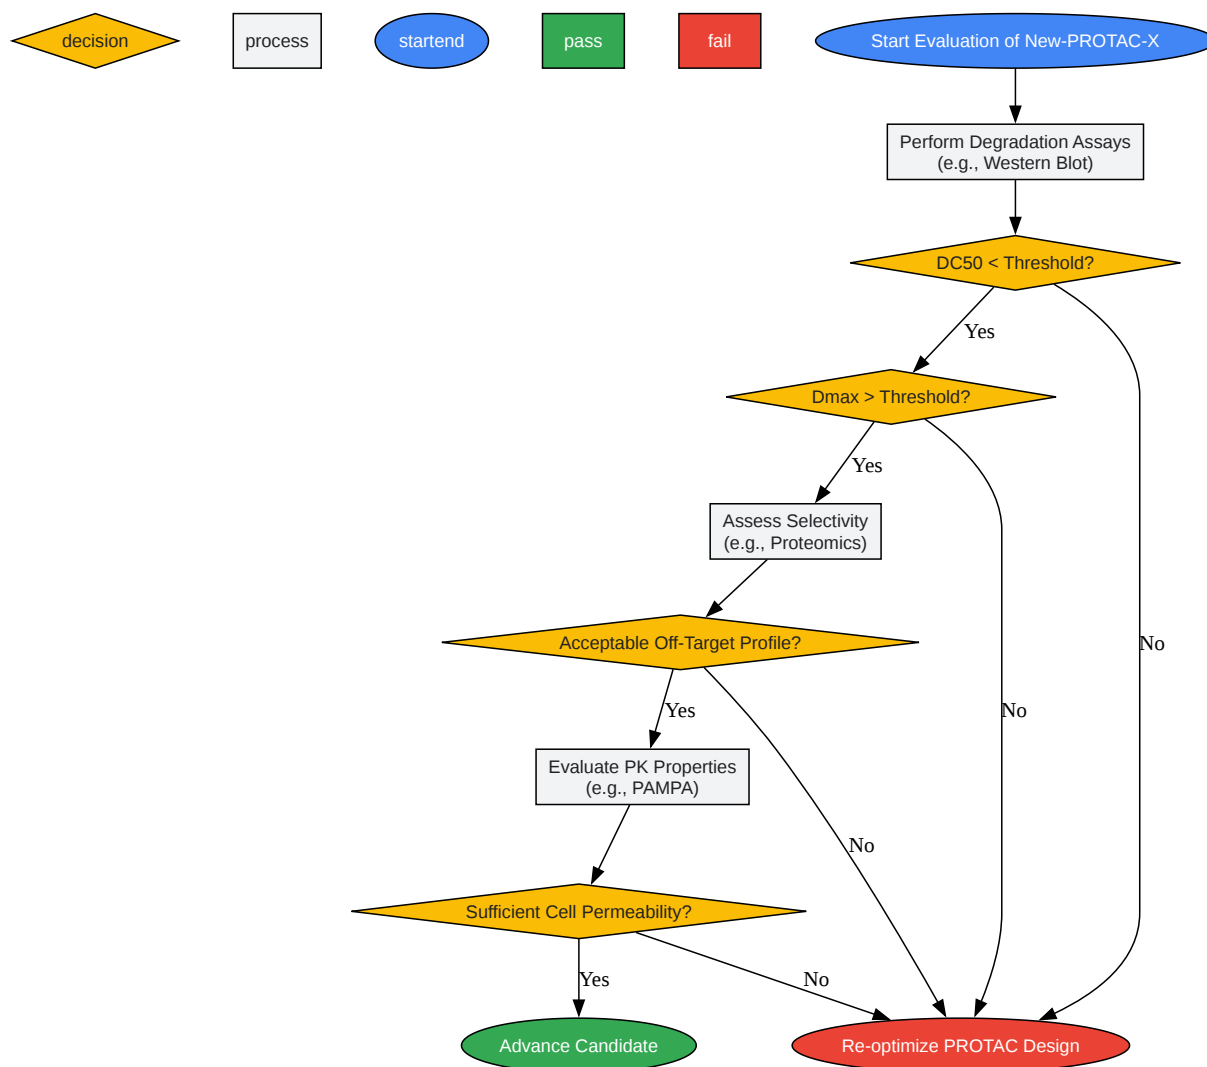 decision
process
startend
pass
fail
Start Evaluation of New-PROTAC-X
Perform Degradation Assays
(e.g., Western Blot)
DC50 < Threshold?
Yes
Dmax > Threshold?
Yes
Assess Selectivity
(e.g., Proteomics)
Acceptable Off-Target Profile?
No
Yes
No
Evaluate PK Properties
(e.g., PAMPA)
No
Sufficient Cell Permeability?
Yes
No
Advance Candidate
Re-optimize PROTAC Design